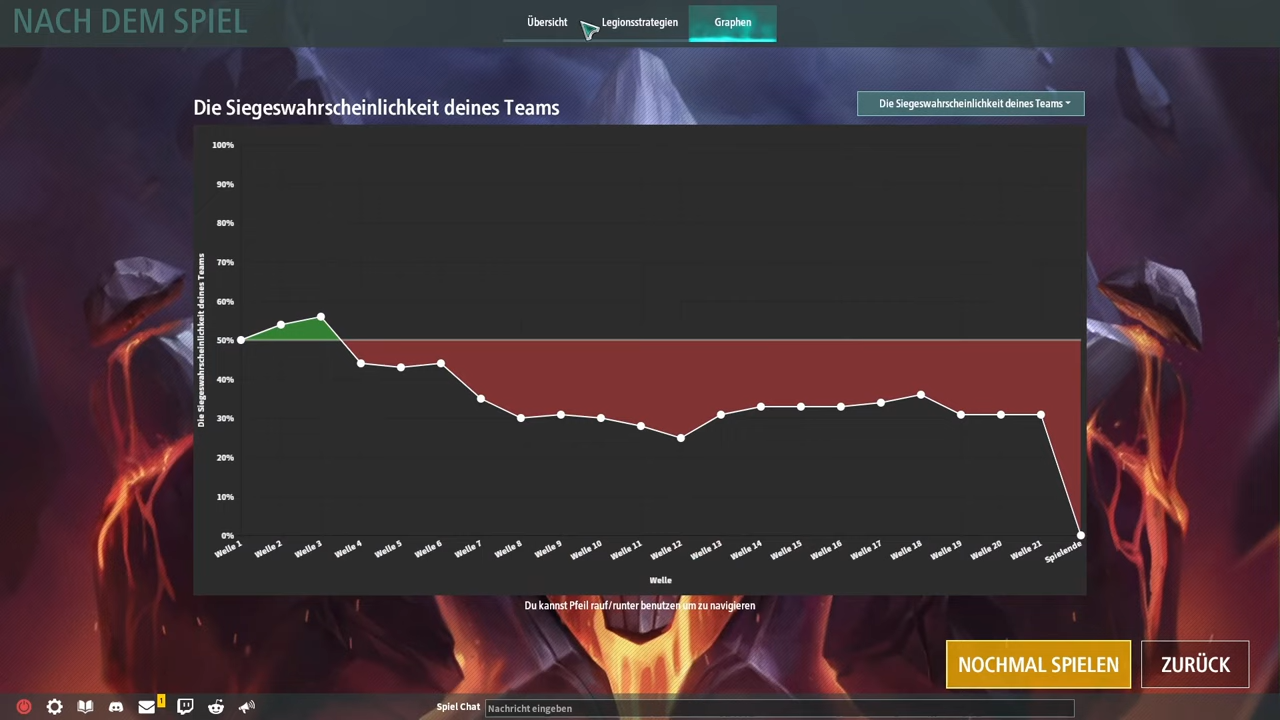 NACH DEM SPIEL
Übersicht
Legionsstrategien
Graphen
Die Siegeswahrscheinlichkeit deines Teams
Die Siegeswahrscheinlichkeit deines Teams
Die Siegeswahrscheinlichkeit deines Teams
100%
90%
80%
70%
60%
50%
40%
30%
20%
10%
0%
Welle 1
Welle 2
Welle 3
Welle 4
Welle 5
Welle 6
Welle 7
Welle 8
Welle 9
Welle 10
Welle 11
Welle 12
Welle 13
Welle 14
Welle 15
Welle 16
Welle 17
Welle 18
Welle 19
Welle 20
Welle 21
Spielende
Welle
Du kannst Pfeil rauf/runter benutzen um zu navigieren
NOCHMAL SPIELEN
ZURÜCK
1
Spiel Chat
Nachricht eingeben